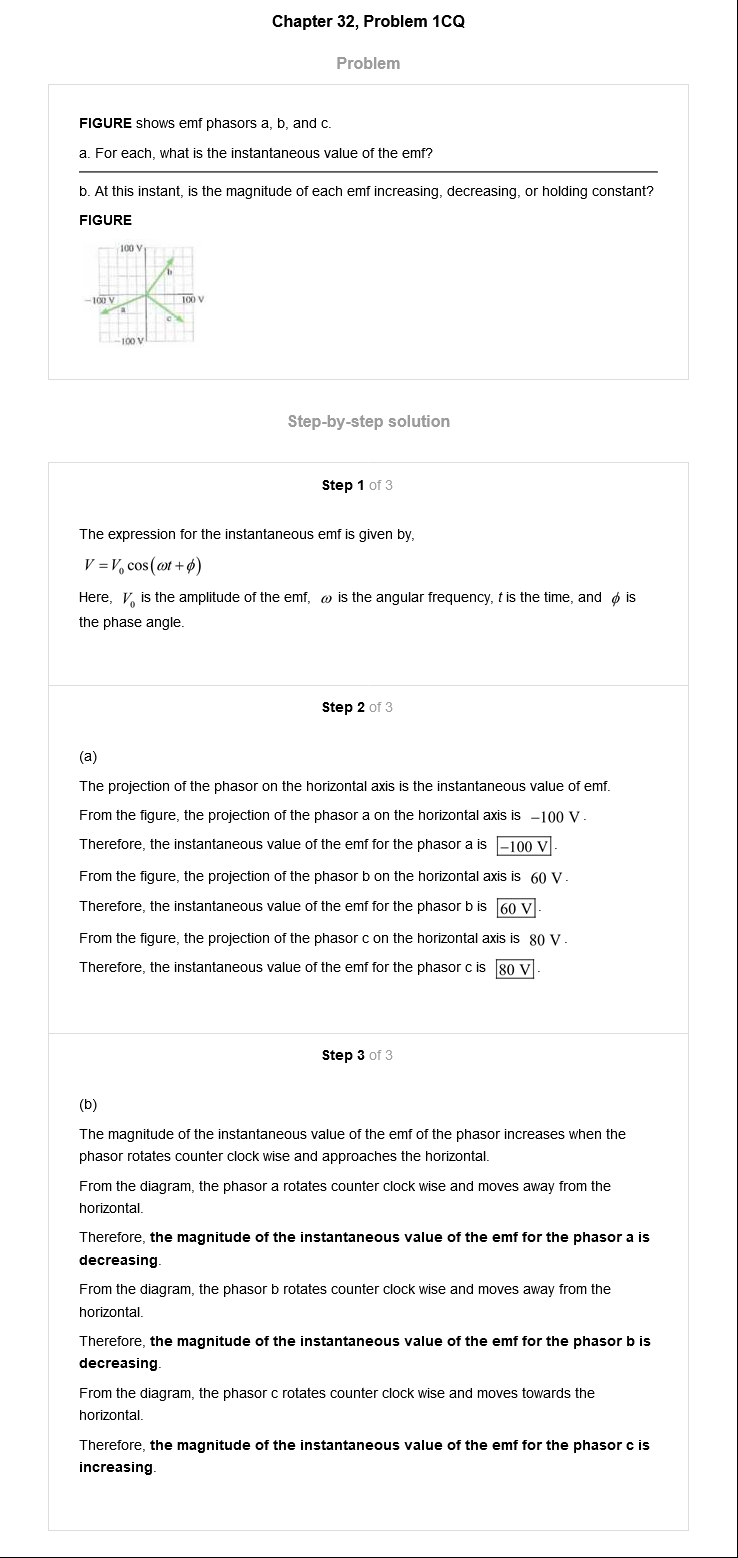 Chapter 32, Problem 1CQ
Problem
FIGURE shows emf phasors a, b, and c.
a. For each, what is the instantaneous value of the emf?
b. At this instant, is the magnitude of each emf increasing, decreasing, or holding constant?
FIGURE
100 V
b
−100 V
100 V
a
c
−100 V
Step-by-step solution
Step 1 of 3
The expression for the instantaneous emf is given by,
V = V₀ cos(ωt + ϕ)
Here, V₀ is the amplitude of the emf, ω is the angular frequency, t is the time, and ϕ is
the phase angle.
Step 2 of 3
(a)
The projection of the phasor on the horizontal axis is the instantaneous value of emf.
From the figure, the projection of the phasor a on the horizontal axis is −100 V.
Therefore, the instantaneous value of the emf for the phasor a is −100 V.
From the figure, the projection of the phasor b on the horizontal axis is 60 V.
Therefore, the instantaneous value of the emf for the phasor b is 60 V.
From the figure, the projection of the phasor c on the horizontal axis is 80 V.
Therefore, the instantaneous value of the emf for the phasor c is 80 V.
Step 3 of 3
(b)
The magnitude of the instantaneous value of the emf of the phasor increases when the
phasor rotates counter clock wise and approaches the horizontal.
From the diagram, the phasor a rotates counter clock wise and moves away from the
horizontal.
Therefore, the magnitude of the instantaneous value of the emf for the phasor a is
decreasing.
From the diagram, the phasor b rotates counter clock wise and moves away from the
horizontal.
Therefore, the magnitude of the instantaneous value of the emf for the phasor b is
decreasing.
From the diagram, the phasor c rotates counter clock wise and moves towards the
horizontal.
Therefore, the magnitude of the instantaneous value of the emf for the phasor c is
increasing.